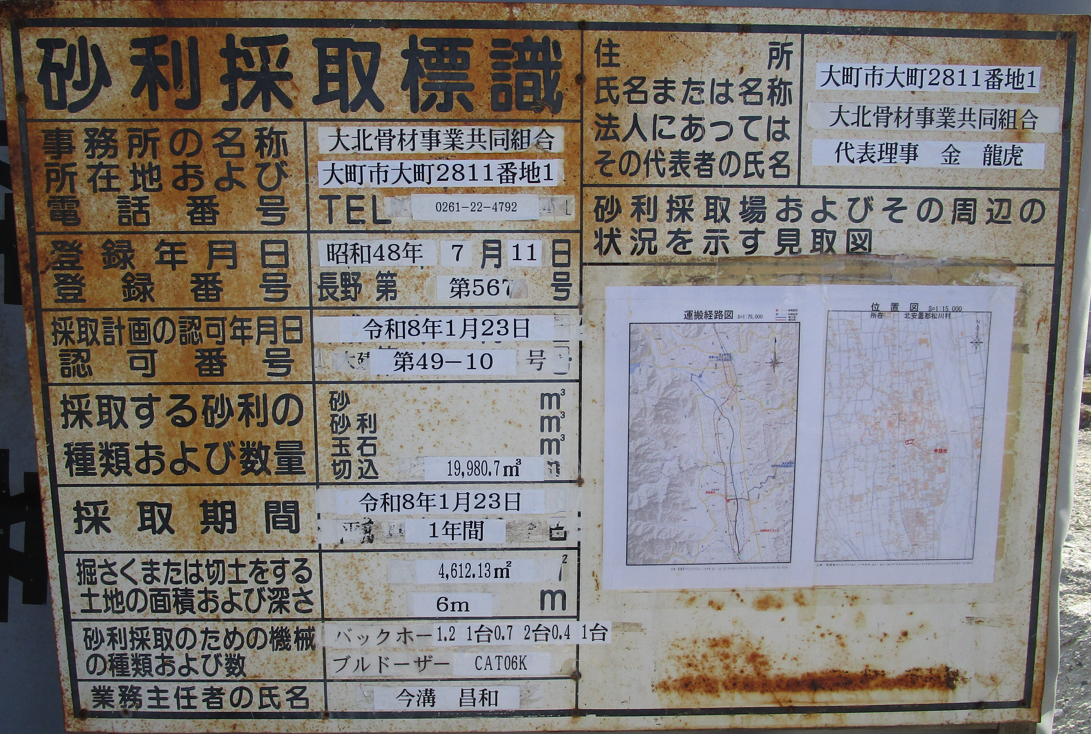 砂利採取標識
事務所の名称
所在地および
電話番号
大北骨材事業共同組合
大町市大町2811番地1
TEL 0261-22-4792
登録年月日
登録番号
昭和48年 7月11日
長野 第 第567 号
採取計画の認可年月日
認可番号
令和8年1月23日
第49-10 号
採取する砂利の
種類および数量
砂 m³
砂利 m³
玉石 m³
切込 19,980.7㎥
採取期間
令和8年1月23日
1年間
掘さくまたは切土をする
土地の面積および深さ
4,612.13㎡
6m m
砂利採取のための機械
の種類および数
バックホー1.2 1台0.7 2台0.4 1台
ブルドーザー CAT06K
業務主任者の氏名
今溝 昌和
住所
氏名または名称
法人にあっては
その代表者の氏名
大町市大町2811番地1
大北骨材事業共同組合
代表理事 金 龍虎
砂利採取場およびその周辺の
状況を示す見取図
運搬経路図
位置図 S=1:15,000
所在 北安曇郡松川村